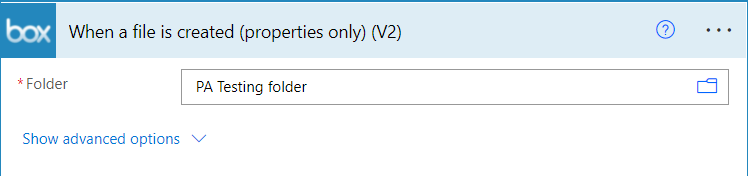 box When a file is created (properties only) (V2)
*Folder PA Testing folder
Show advanced options